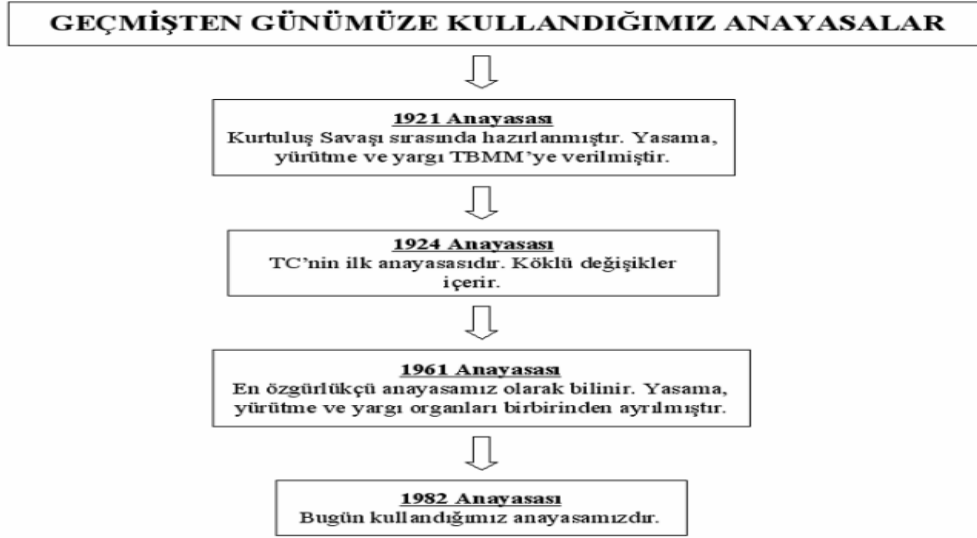 GEÇMİŞTEN GÜNÜMÜZE KULLANDIĞIMIZ ANAYASALAR
1921 Anayasası
Kurtuluş Savaşı sırasında hazırlanmıştır. Yasama,
yürütme ve yargı TBMM’ye verilmiştir.
1924 Anayasası
TC’nin ilk anayasasıdır. Köklü değişikler
içerir.
1961 Anayasası
En özgürlükçü anayasamız olarak bilinir. Yasama,
yürütme ve yargı organları birbirinden ayrılmıştır.
1982 Anayasası
Bugün kullandığımız anayasamızdır.